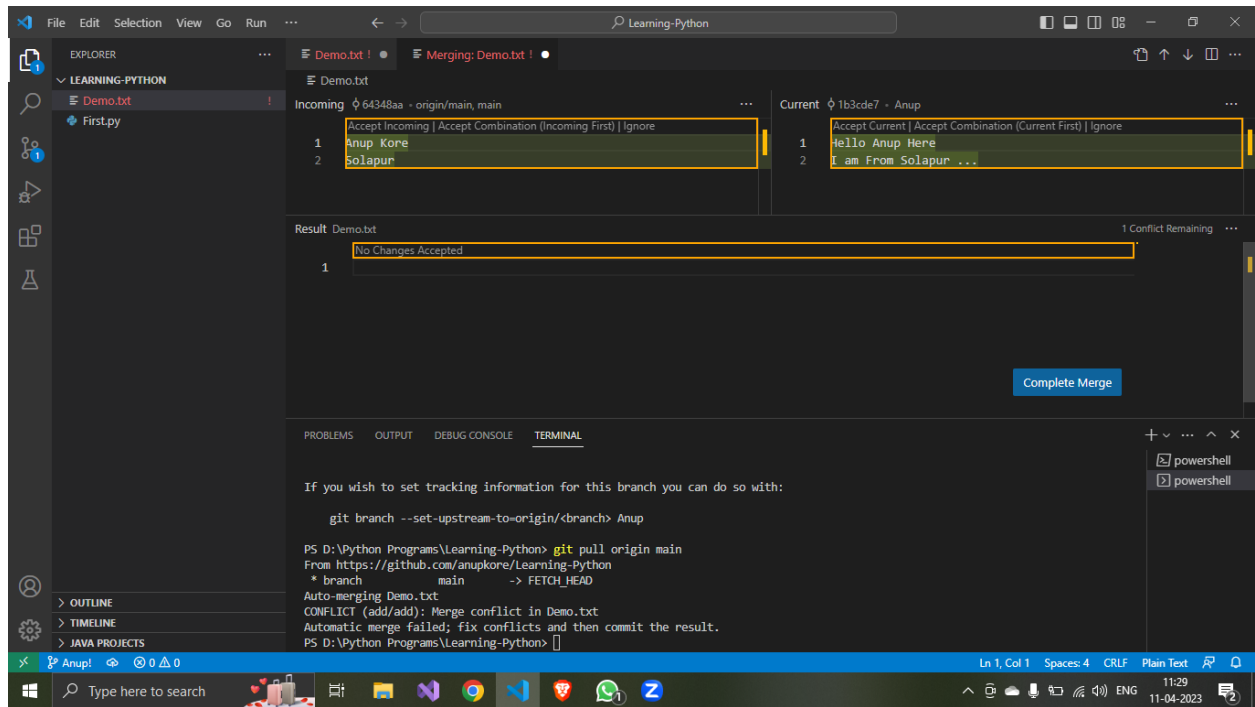 File Edit Selection View Go Run ···
Learning-Python
EXPLORER ···
LEARNING-PYTHON
Demo.txt !
First.py
OUTLINE
TIMELINE
JAVA PROJECTS
Demo.txt ! Merging: Demo.txt !
Demo.txt
Incoming 64348aa • origin/main, main ···
Accept Incoming | Accept Combination (Incoming First) | Ignore
1 Anup Kore
2 Solapur
Current 1b3cde7 • Anup ···
Accept Current | Accept Combination (Current First) | Ignore
1 Hello Anup Here
2 I am From Solapur ...
Result Demo.txt 1 Conflict Remaining ···
No Changes Accepted
1
Complete Merge
PROBLEMS OUTPUT DEBUG CONSOLE TERMINAL
powershell
powershell
If you wish to set tracking information for this branch you can do so with:
git branch --set-upstream-to=origin/<branch> Anup
PS D:\Python Programs\Learning-Python> git pull origin main
From https://github.com/anupkore/Learning-Python
* branch main -> FETCH_HEAD
Auto-merging Demo.txt
CONFLICT (add/add): Merge conflict in Demo.txt
Automatic merge failed; fix conflicts and then commit the result.
PS D:\Python Programs\Learning-Python>
Anup! 0 0 Ln 1, Col 1 Spaces: 4 CRLF Plain Text
Type here to search
ENG
11:29
11-04-2023